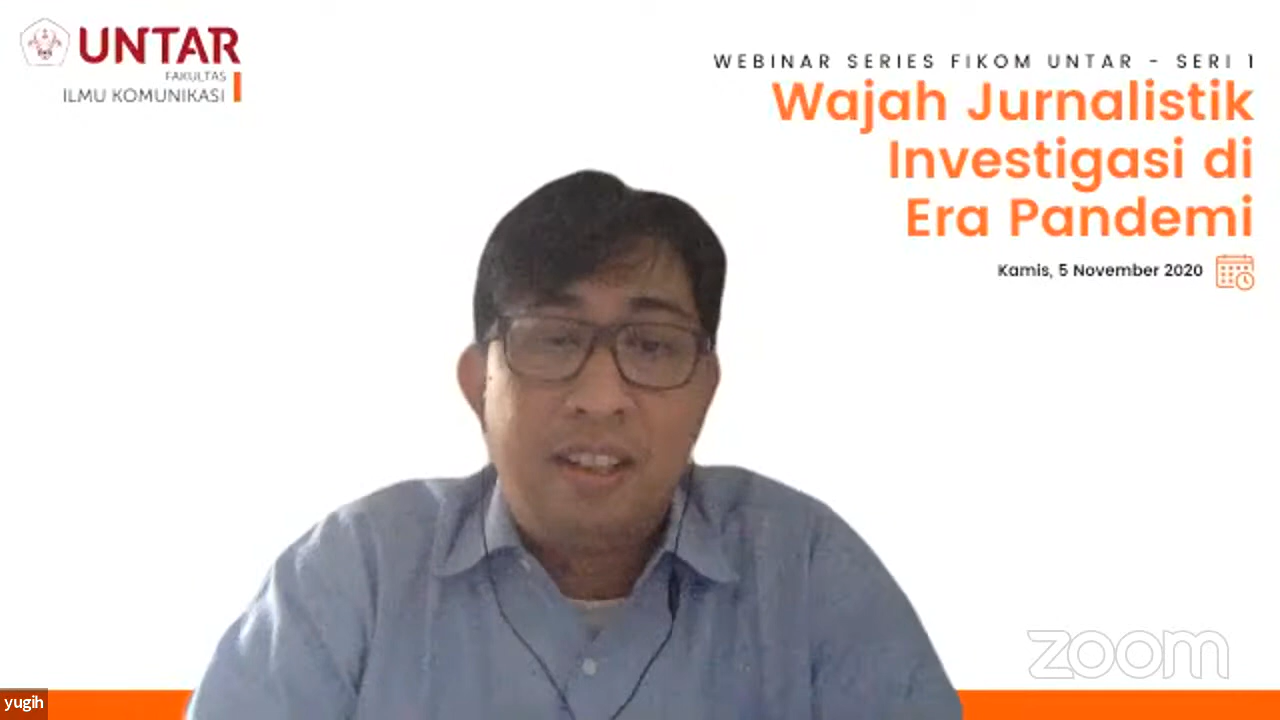 UNTAR
FAKULTAS
ILMU KOMUNIKASI
WEBINAR SERIES FIKOM UNTAR - SERI 1
Wajah Jurnalistik
Investigasi di
Era Pandemi
Kamis, 5 November 2020
zoom
yugih